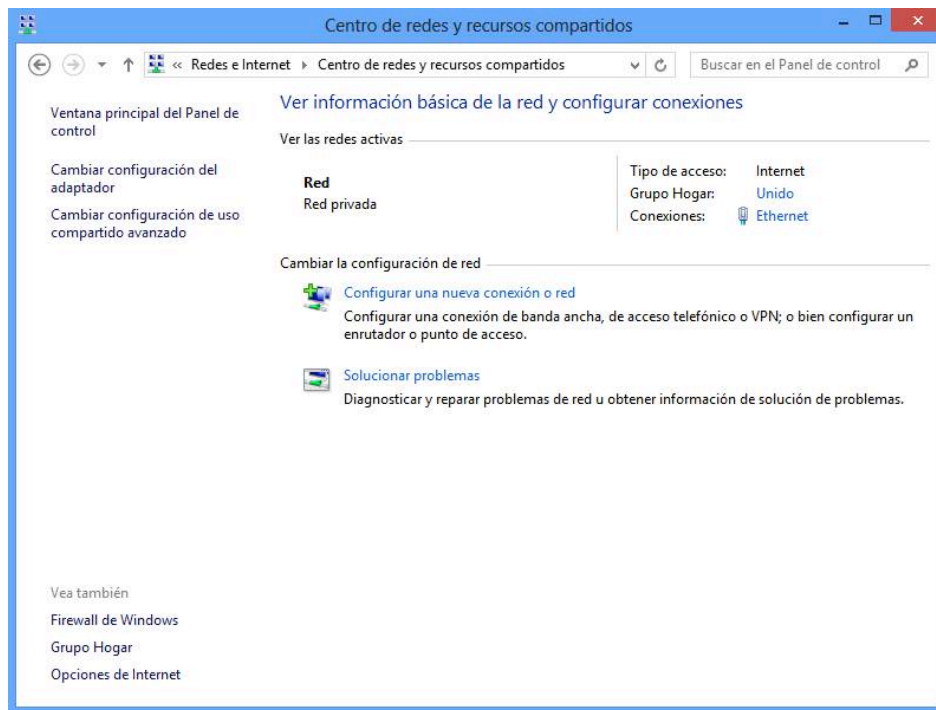 Centro de redes y recursos compartidos
« Redes e Internet Centro de redes y recursos compartidos
Buscar en el Panel de control
Ventana principal del Panel de
control
Cambiar configuración del
adaptador
Cambiar configuración de uso
compartido avanzado
Ver información básica de la red y configurar conexiones
Ver las redes activas
Red
Red privada
Tipo de acceso: Internet
Grupo Hogar: Unido
Conexiones: Ethernet
Cambiar la configuración de red
Configurar una nueva conexión o red
Configurar una conexión de banda ancha, de acceso telefónico o VPN; o bien configurar un
enrutador o punto de acceso.
Solucionar problemas
Diagnosticar y reparar problemas de red u obtener información de solución de problemas.
Vea también
Firewall de Windows
Grupo Hogar
Opciones de Internet